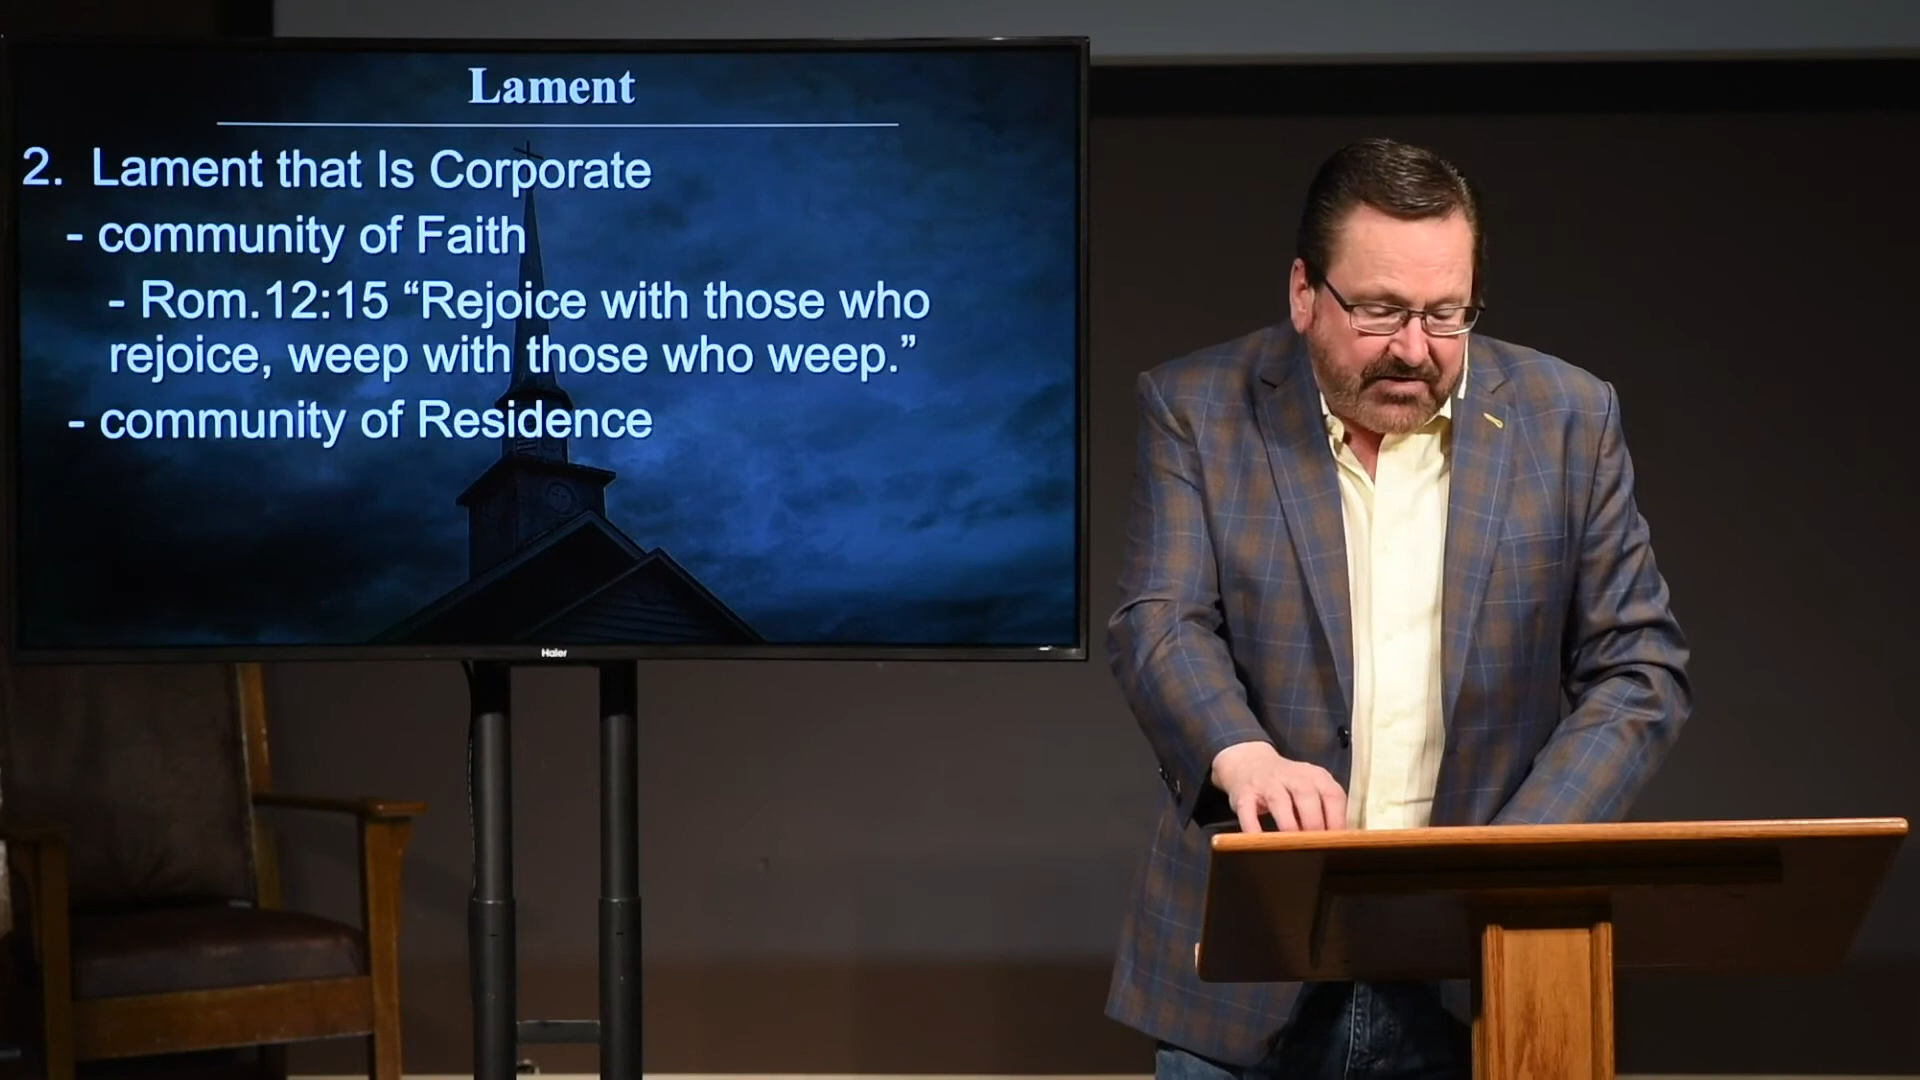 Lament
2. Lament that Is Corporate
- community of Faith
- Rom.12:15 “Rejoice with those who
rejoice, weep with those who weep.”
- community of Residence
Haier